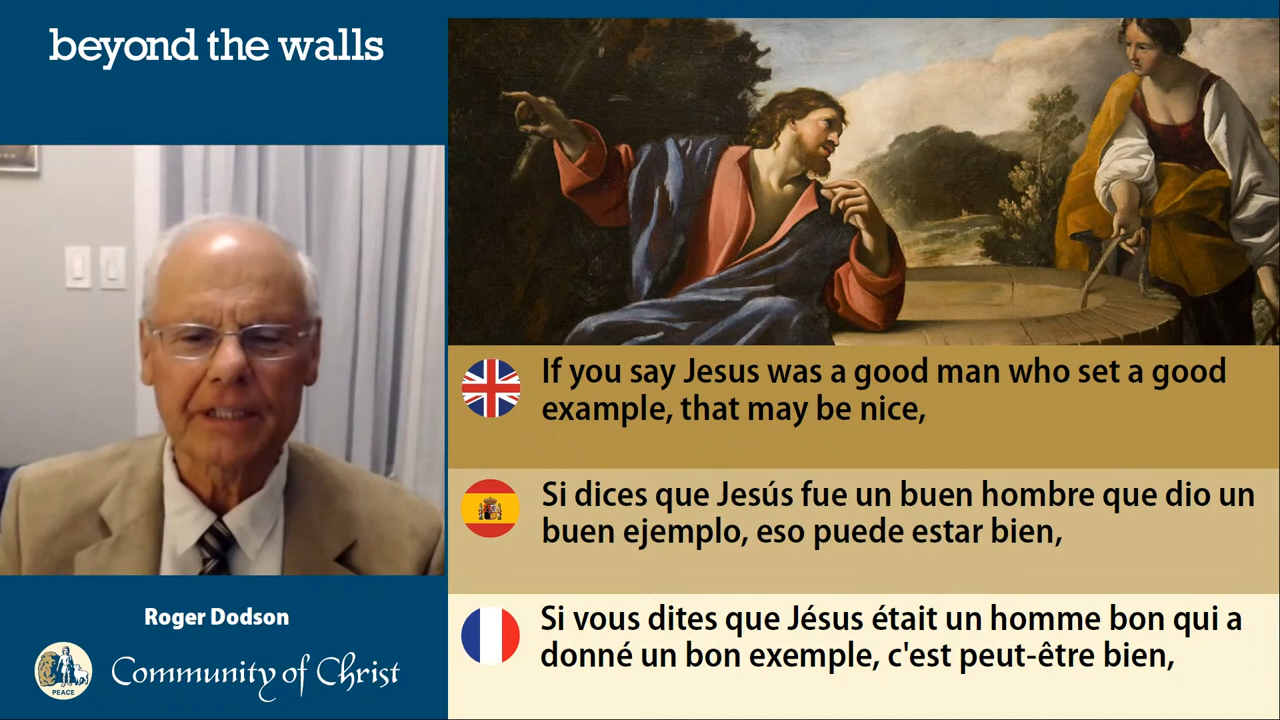 beyond the walls
If you say Jesus was a good man who set a good
example, that may be nice,
Si dices que Jesús fue un buen hombre que dio un
buen ejemplo, eso puede estar bien,
Si vous dites que Jésus était un homme bon qui a
donné un bon exemple, c'est peut-être bien,
Roger Dodson
PEACE
Community of Christ